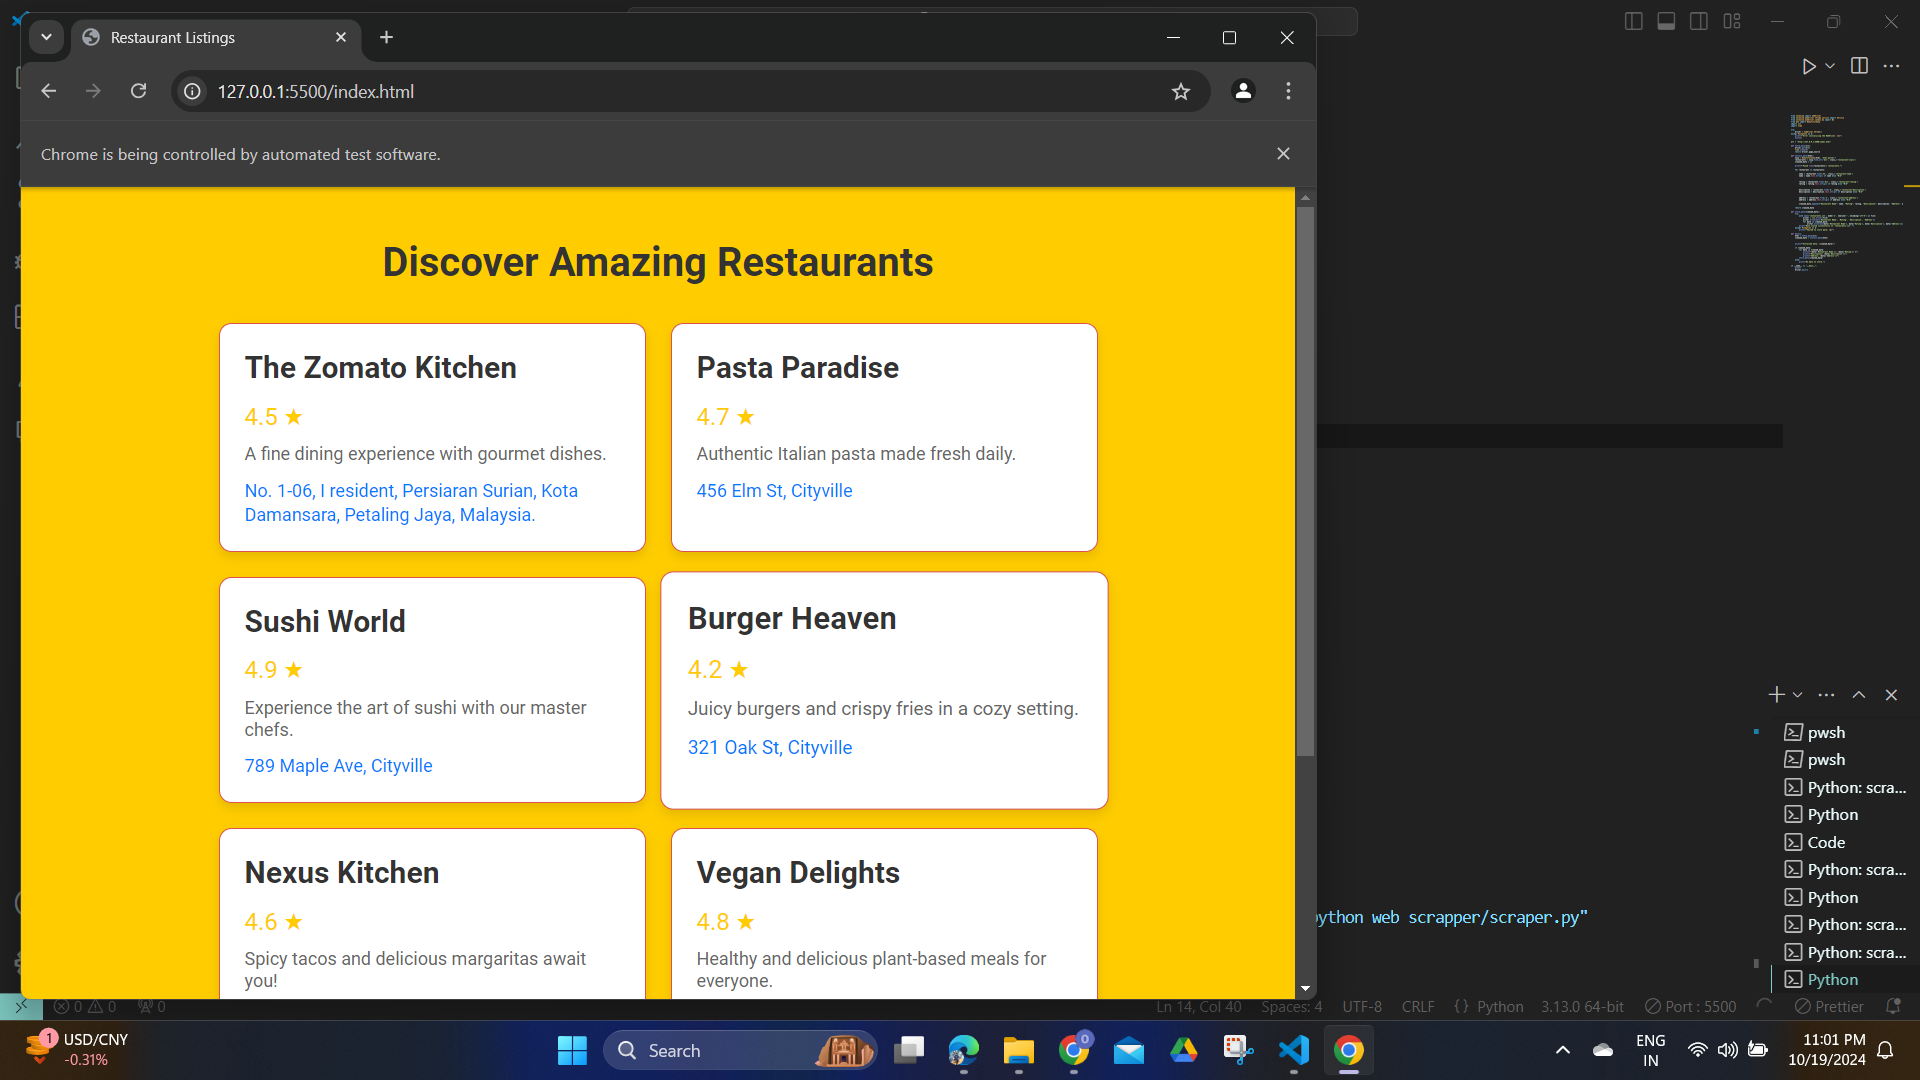 Restaurant Listings
127.0.0.1:5500/index.html
Chrome is being controlled by automated test software.
Discover Amazing Restaurants
The Zomato Kitchen
4.5 ★
A fine dining experience with gourmet dishes.
No. 1-06, I resident, Persiaran Surian, Kota
Damansara, Petaling Jaya, Malaysia.
Pasta Paradise
4.7 ★
Authentic Italian pasta made fresh daily.
456 Elm St, Cityville
Sushi World
4.9 ★
Experience the art of sushi with our master
chefs.
789 Maple Ave, Cityville
Burger Heaven
4.2 ★
Juicy burgers and crispy fries in a cozy setting.
321 Oak St, Cityville
Nexus Kitchen
4.6 ★
Spicy tacos and delicious margaritas await
you!
Vegan Delights
4.8 ★
Healthy and delicious plant-based meals for
everyone.
pwsh
pwsh
Python: scra...
Python
Code
Python: scra...
Python
Python: scra...
Python: scra...
Python
python web scrapper/scraper.py"
0 0 0
Ln 14, Col 40 Spaces: 4 UTF-8 CRLF {} Python 3.13.0 64-bit Port : 5500 Prettier
1 USD/CNY
-0.31%
Search
0
ENG
IN
11:01 PM
10/19/2024